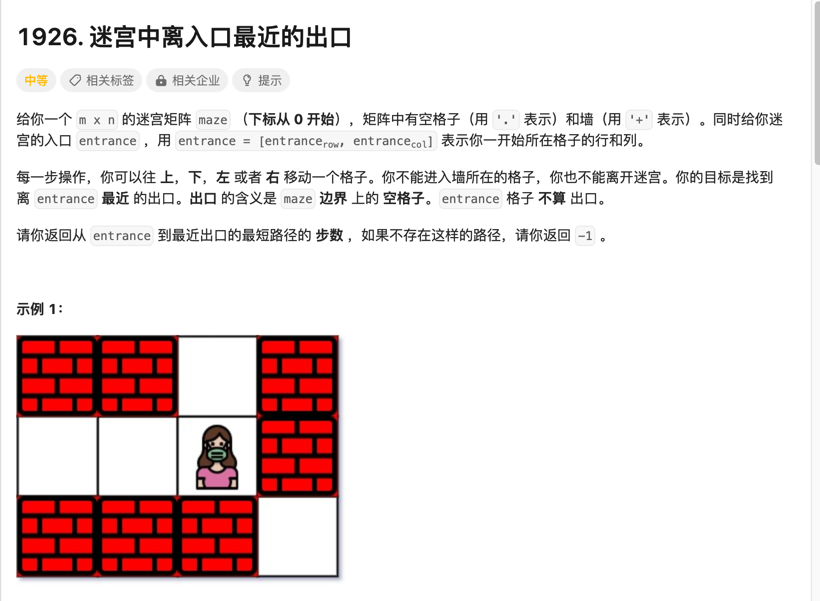 1926. 迷宫中离入口最近的出口
中等 相关标签 相关企业 提示
给你一个 m x n 的迷宫矩阵 maze （下标从 0 开始），矩阵中有空格子（用 '.' 表示）和墙（用 '+' 表示）。同时给你迷
宫的入口 entrance ，用 entrance = [entrancerow, entrancecol] 表示你一开始所在格子的行和列。
每一步操作，你可以往 上，下，左 或者 右 移动一个格子。你不能进入墙所在的格子，你也不能离开迷宫。你的目标是找到
离 entrance 最近 的出口。出口 的含义是 maze 边界 上的 空格子。entrance 格子 不算 出口。
请你返回从 entrance 到最近出口的最短路径的 步数 ，如果不存在这样的路径，请你返回 -1 。
示例 1：